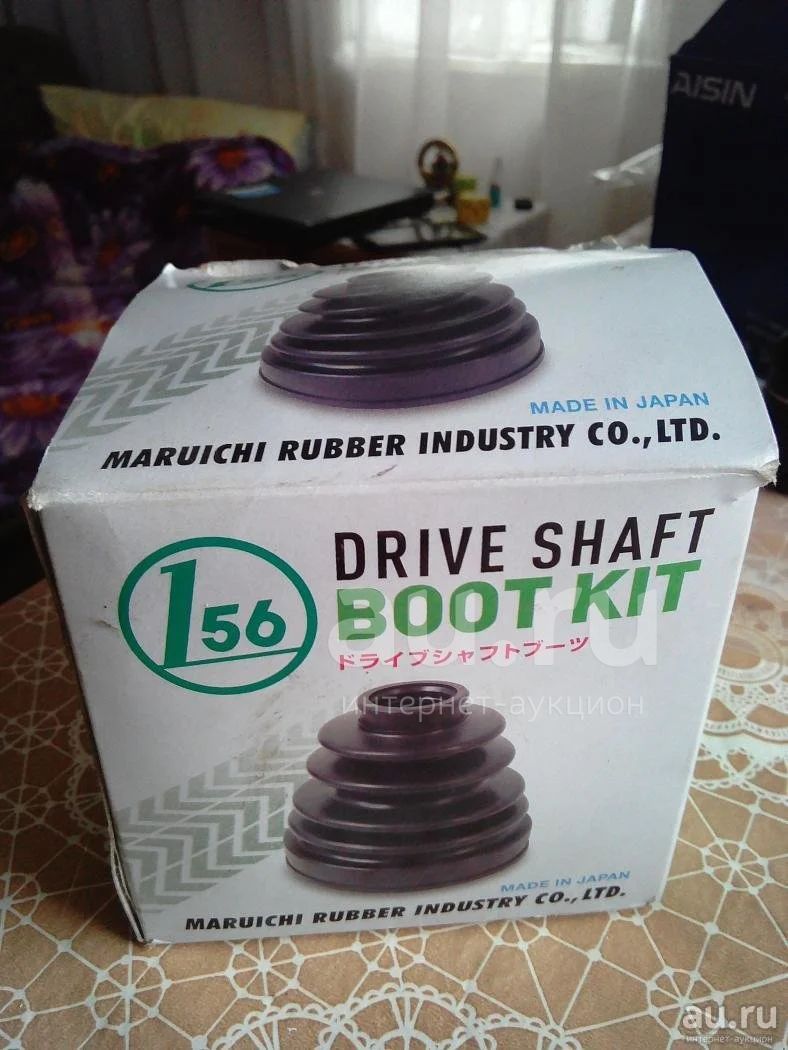 AISIN
MADE IN JAPAN
MARUICHI RUBBER INDUSTRY CO.,LTD.
156
DRIVE SHAFT
BOOT KIT
ドライブシャフトブーツ
au.ru
интернет-аукцион
MADE IN JAPAN
MARUICHI RUBBER INDUSTRY CO., LTD.
au.ru
интернет-аукцион